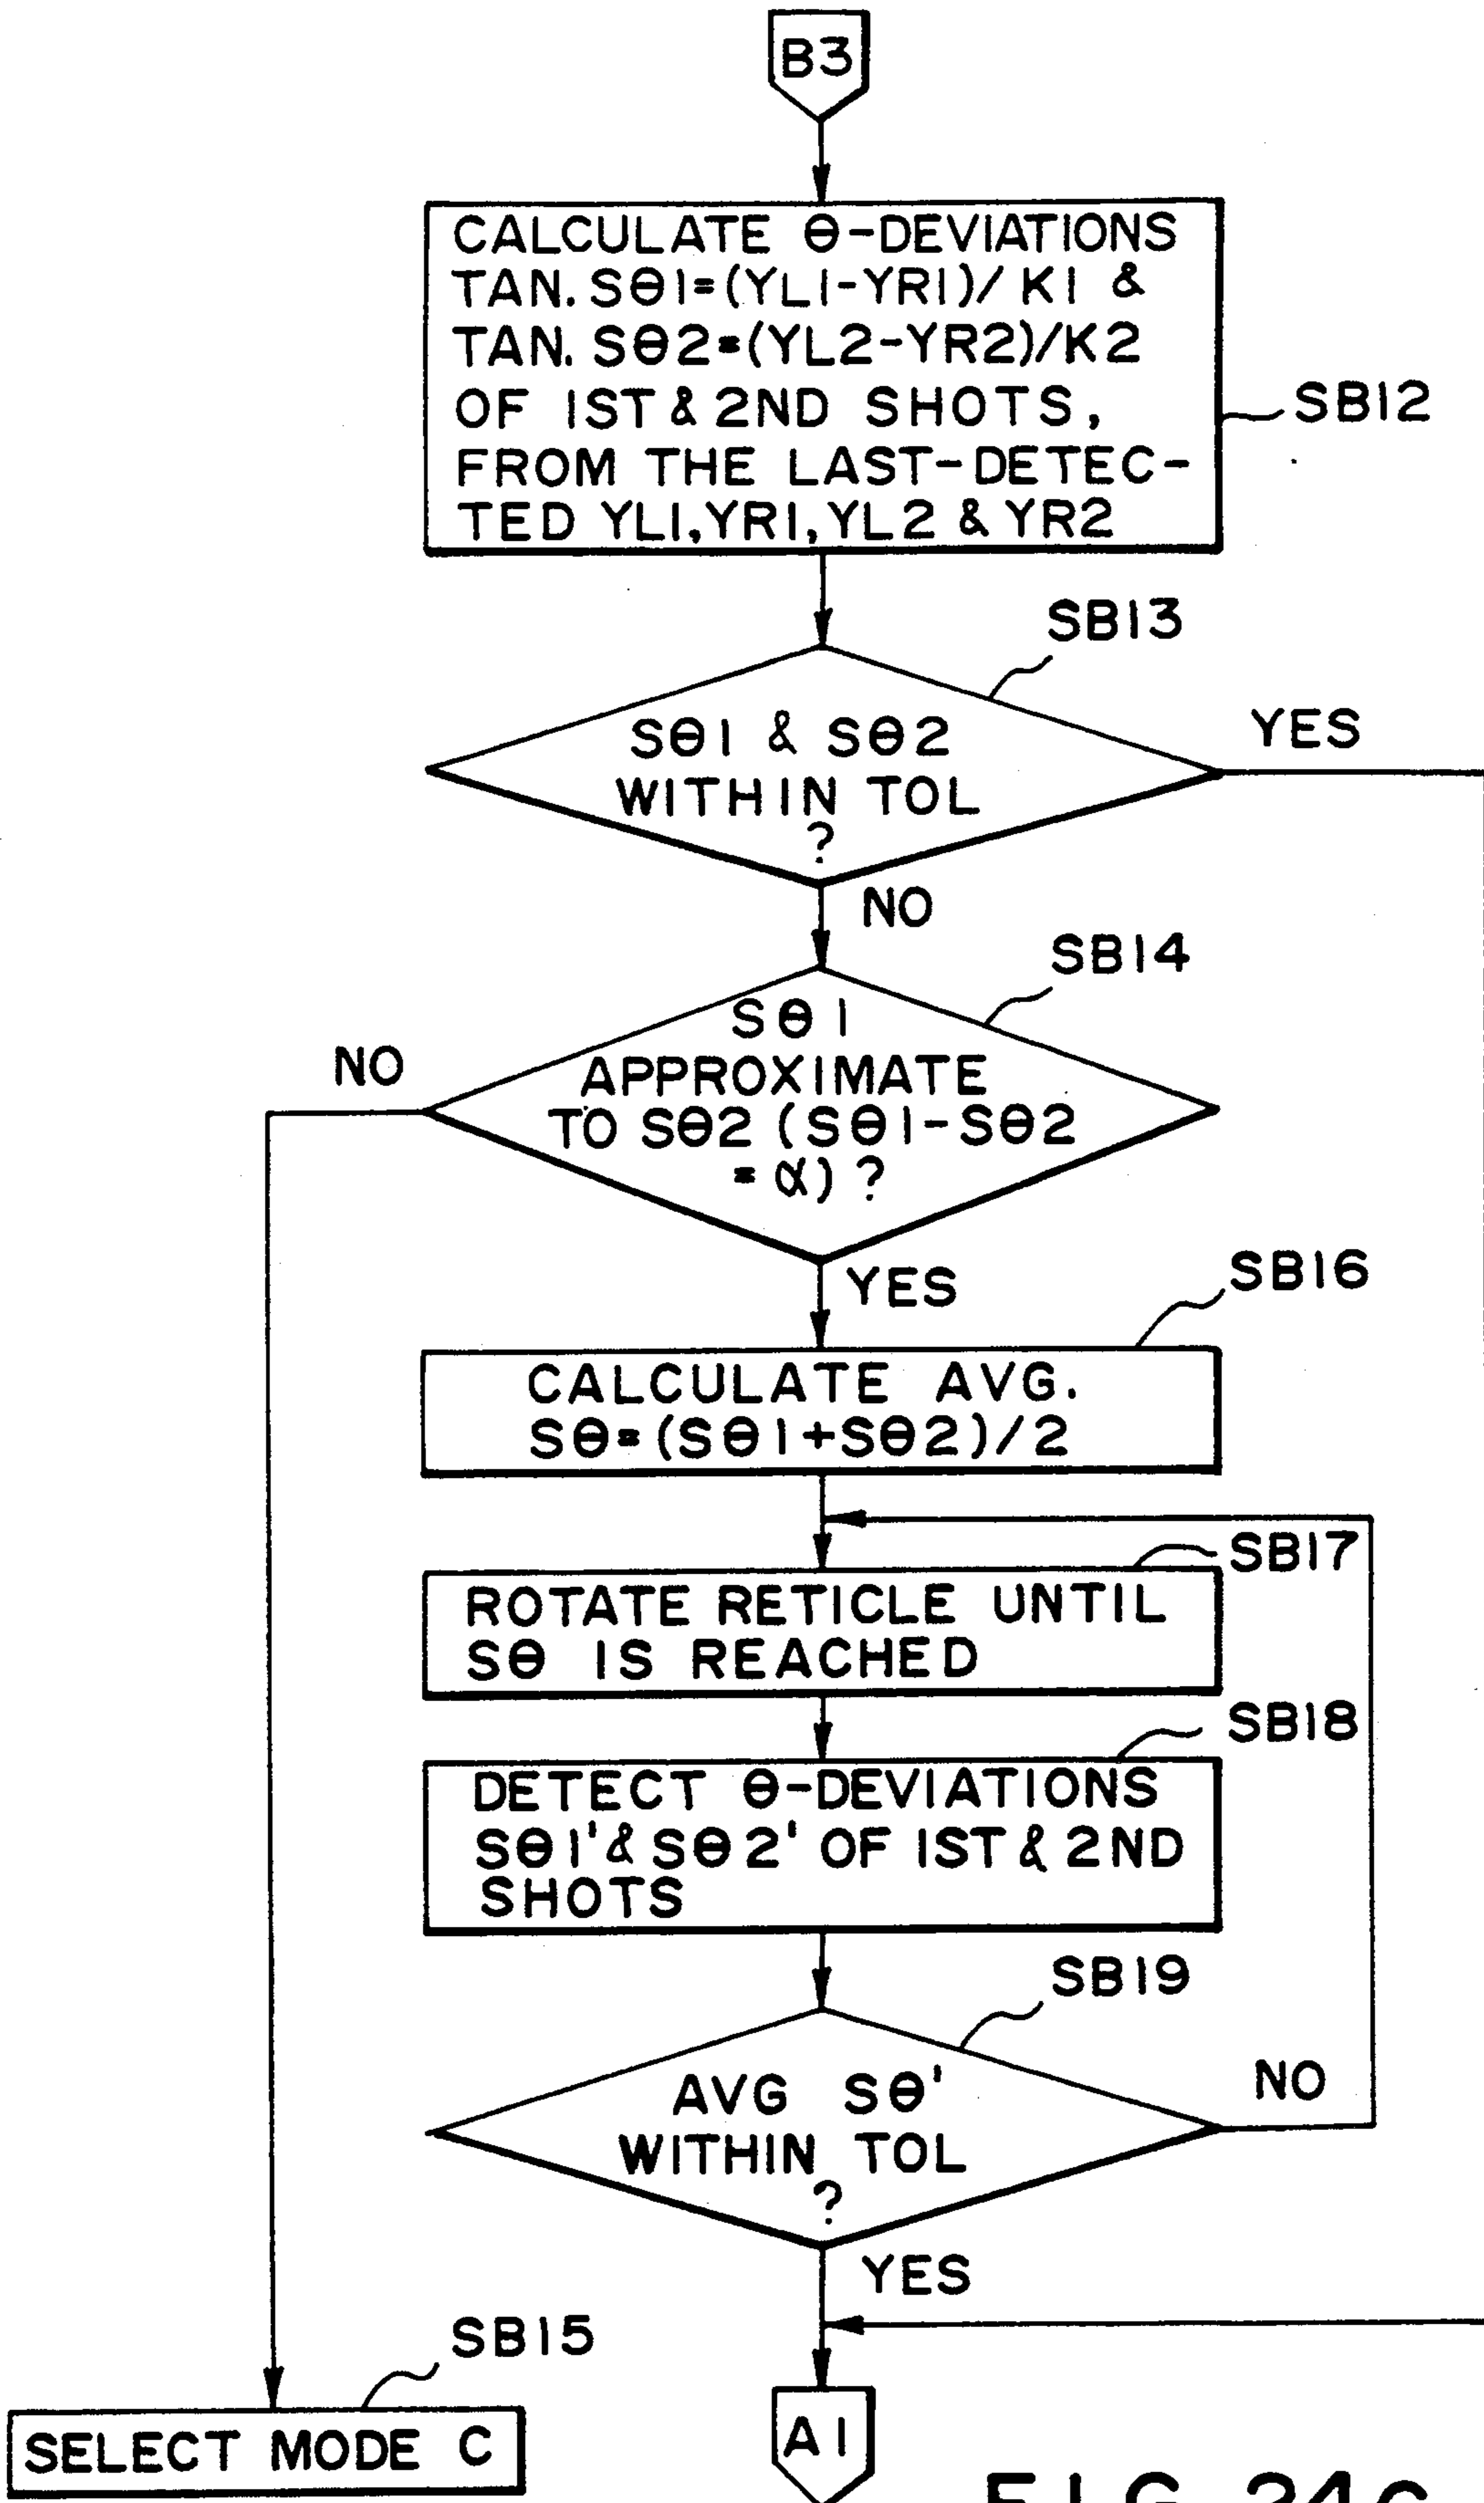 B3
CALCULATE Θ-DEVIATIONS
TAN. SΘ1=(YL1-YR1)/K1 &
TAN. SΘ2=(YL2-YR2)/K2
OF 1ST & 2ND SHOTS,
FROM THE LAST-DETEC-
TED YL1, YR1, YL2 & YR2
SB12
SB13
SΘ1 & SΘ2
WITHIN TOL
?
YES
NO
SB14
SΘ1
APPROXIMATE
TO SΘ2 (SΘ1-SΘ2
=α) ?
NO
YES
SB16
CALCULATE AVG.
SΘ=(SΘ1+SΘ2)/2
SB17
ROTATE RETICLE UNTIL
SΘ IS REACHED
SB18
DETECT Θ-DEVIATIONS
SΘ1' & SΘ2' OF 1ST & 2ND
SHOTS
SB19
AVG SΘ'
WITHIN TOL
?
NO
YES
SB15
SELECT MODE C
A1
FIG. 24C